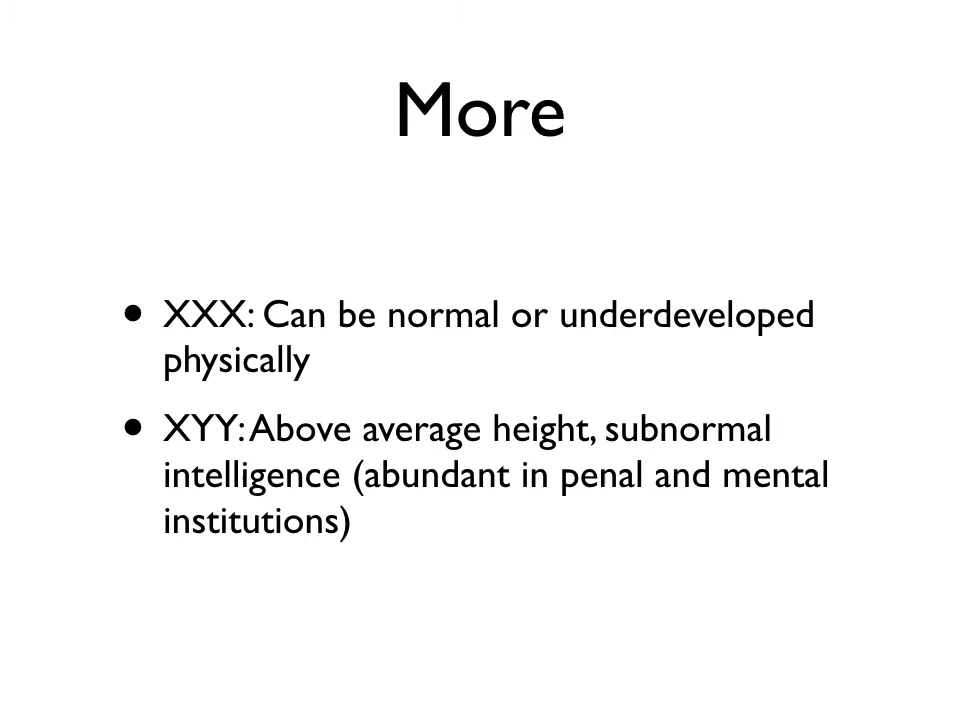 More
• XXX: Can be normal or underdeveloped
physically
• XYY: Above average height, subnormal
intelligence (abundant in penal and mental
institutions)